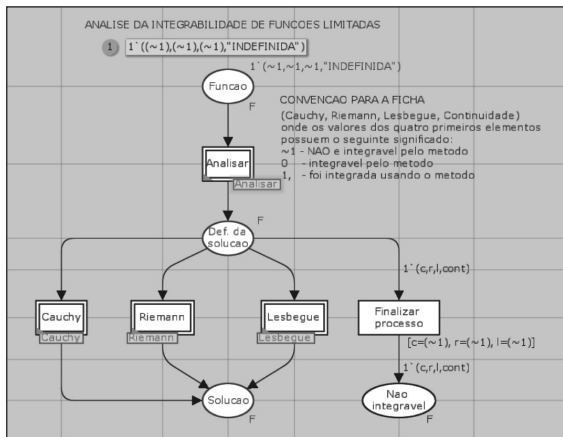 ANALISE DA INTEGRABILIDADE DE FUNCOES LIMITADAS
1 1`((~1),(~1),(~1),"INDEFINIDA")
1`(~1,~1,~1,"INDEFINIDA")
Funcao
F
CONVENCAO PARA A FICHA
(Cauchy, Riemann, Lesbegue, Continuidade)
onde os valores dos quatro primeiros elementos
possuem o seguinte significado:
~1 - NAO e integravel pelo metodo
0 - integravel pelo metodo
1, - foi integrada usando o metodo
Analisar
Analisar
F
Def. da
solucao
1`(c,r,l,cont)
Cauchy
Cauchy
Riemann
Riemann
Lesbegue
Lesbegue
Finalizar
processo
[c=(~1), r=(~1), l=(~1)]
1`(c,r,l,cont)
Solucao
F
Nao
integravel
F